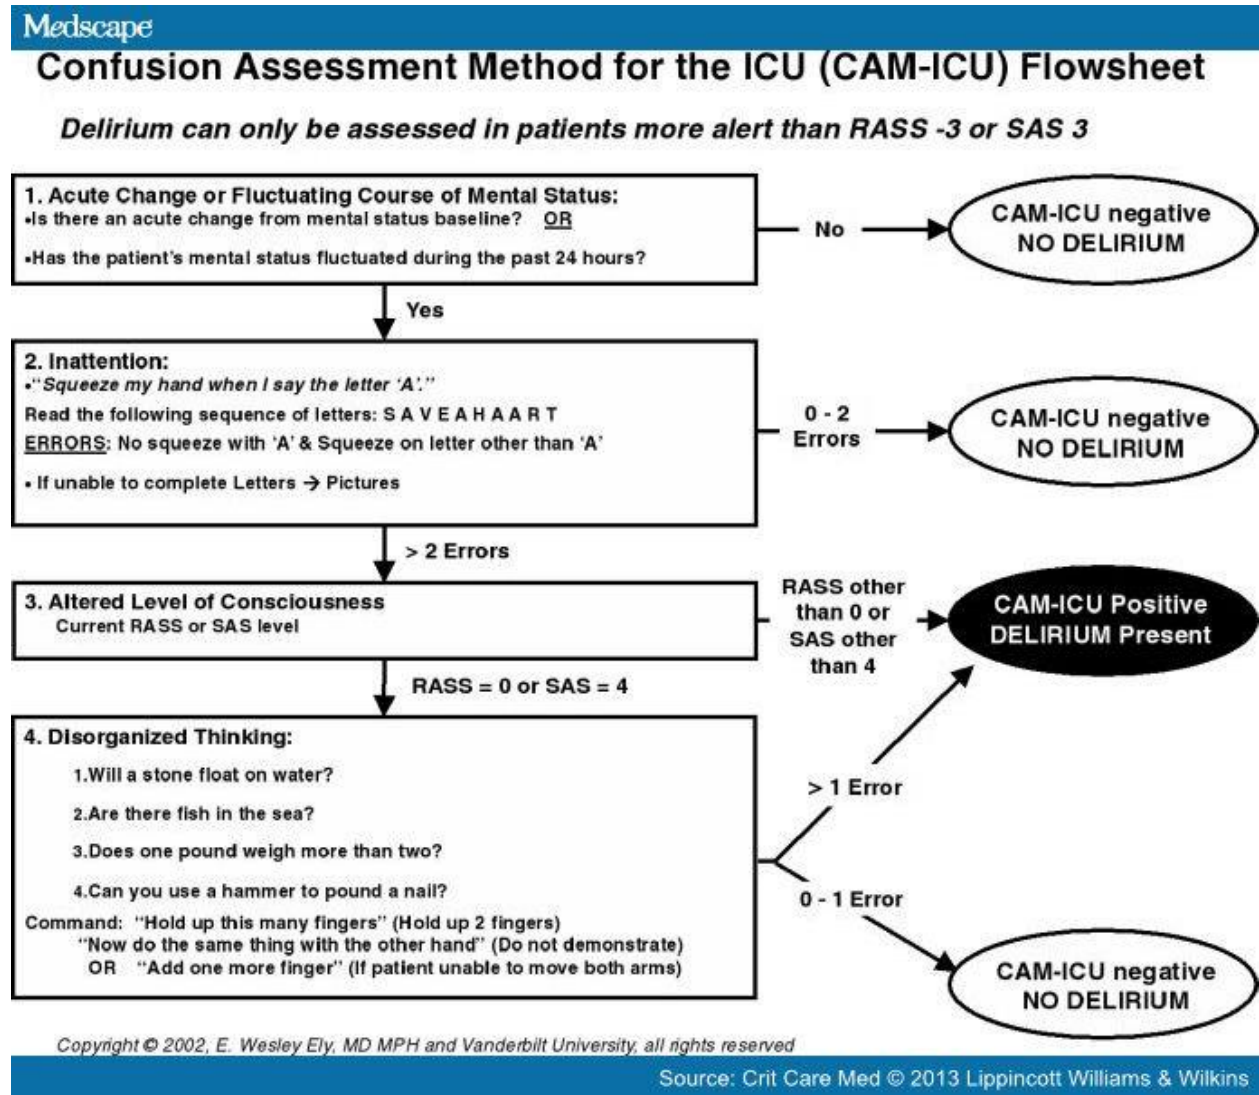 Medscape
Confusion Assessment Method for the ICU (CAM-ICU) Flowsheet
Delirium can only be assessed in patients more alert than RASS -3 or SAS 3
1. Acute Change or Fluctuating Course of Mental Status:
•Is there an acute change from mental status baseline? OR
•Has the patient's mental status fluctuated during the past 24 hours?
No
CAM-ICU negative
NO DELIRIUM
Yes
2. Inattention:
•"Squeeze my hand when I say the letter 'A'."
Read the following sequence of letters: S A V E A H A A R T
ERRORS: No squeeze with 'A' & Squeeze on letter other than 'A'
• If unable to complete Letters → Pictures
0 - 2
Errors
CAM-ICU negative
NO DELIRIUM
> 2 Errors
3. Altered Level of Consciousness
Current RASS or SAS level
RASS other
than 0 or
SAS other
than 4
CAM-ICU Positive
DELIRIUM Present
RASS = 0 or SAS = 4
4. Disorganized Thinking:
1.Will a stone float on water?
2.Are there fish in the sea?
3.Does one pound weigh more than two?
4.Can you use a hammer to pound a nail?
Command: "Hold up this many fingers" (Hold up 2 fingers)
"Now do the same thing with the other hand" (Do not demonstrate)
OR "Add one more finger" (If patient unable to move both arms)
> 1 Error
0 - 1 Error
CAM-ICU negative
NO DELIRIUM
Copyright © 2002, E. Wesley Ely, MD MPH and Vanderbilt University, all rights reserved
Source: Crit Care Med © 2013 Lippincott Williams & Wilkins